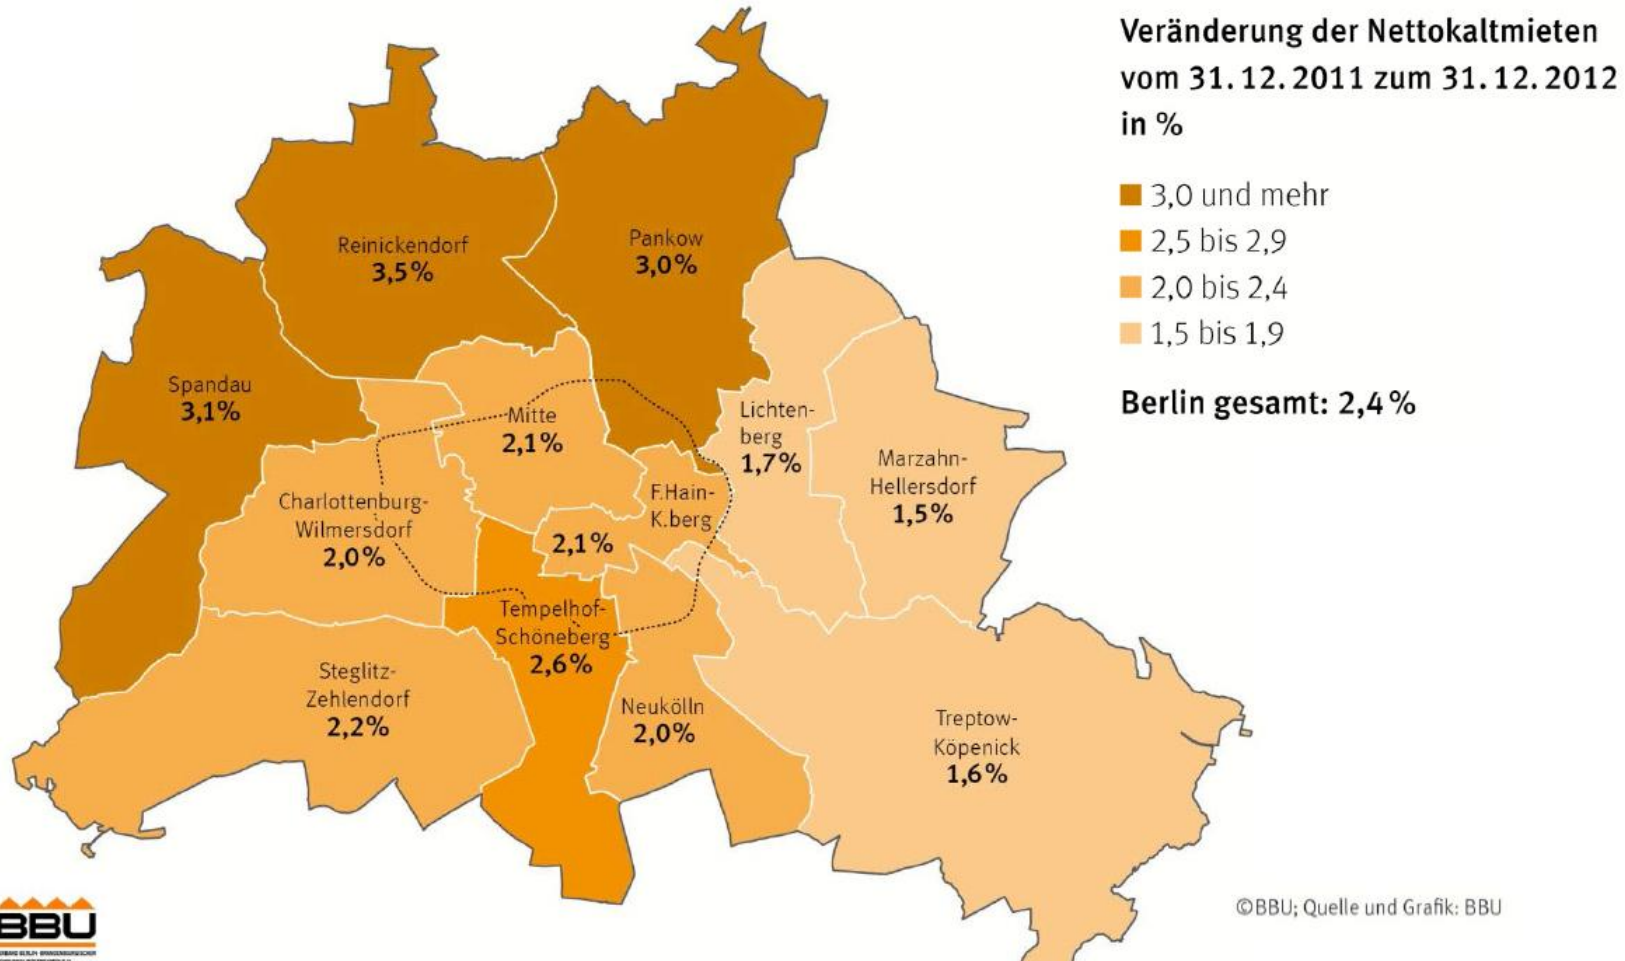 Veränderung der Nettokaltmieten
vom 31.12.2011 zum 31.12.2012
in %
3,0 und mehr
2,5 bis 2,9
2,0 bis 2,4
1,5 bis 1,9
Berlin gesamt: 2,4 %
Reinickendorf
3,5%
Pankow
3,0%
Spandau
3,1%
Mitte
2,1%
Lichten-
berg
1,7%
Marzahn-
Hellersdorf
1,5%
Charlottenburg-
Wilmersdorf
2,0%
F.Hain-
K.berg
2,1%
Tempelhof-
Schöneberg
2,6%
Steglitz-
Zehlendorf
2,2%
Neukölln
2,0%
Treptow-
Köpenick
1,6%
©BBU; Quelle und Grafik: BBU
BBU